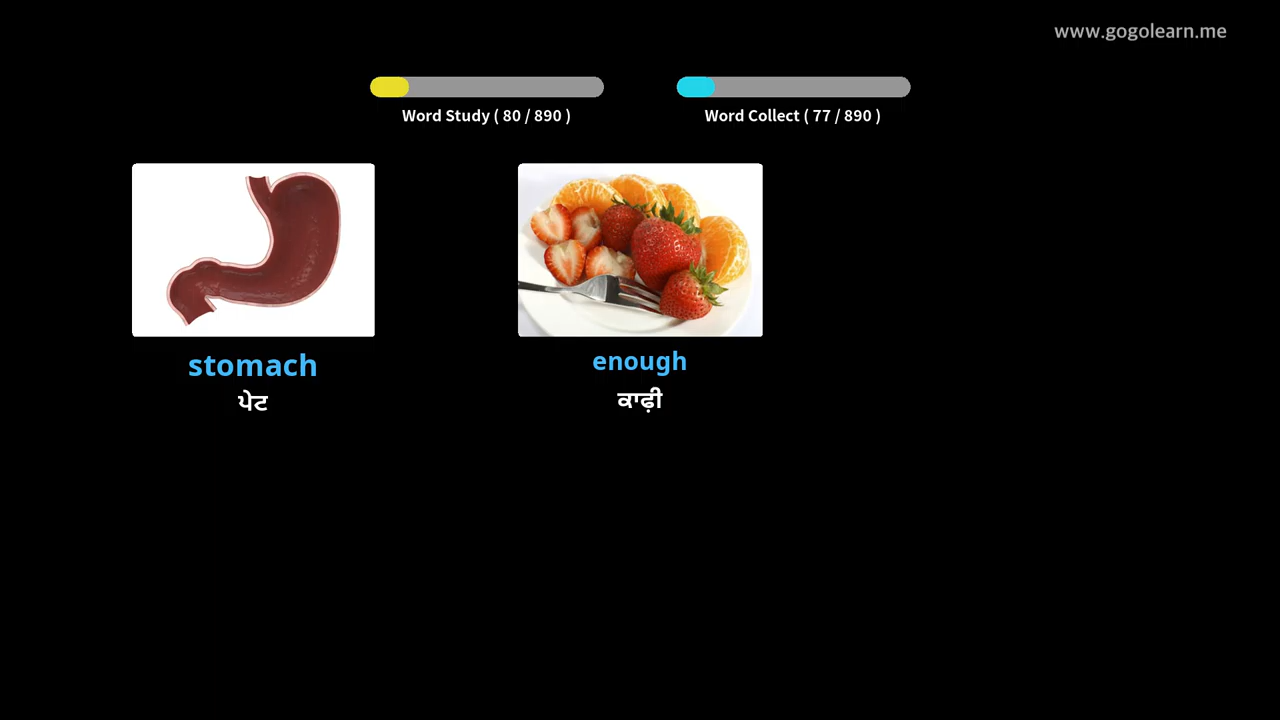 www.gogolearn.me
Word Study ( 80 / 890 )
Word Collect ( 77 / 890 )
stomach
ਪੇਟ
enough
ਕਾਫ਼ੀ